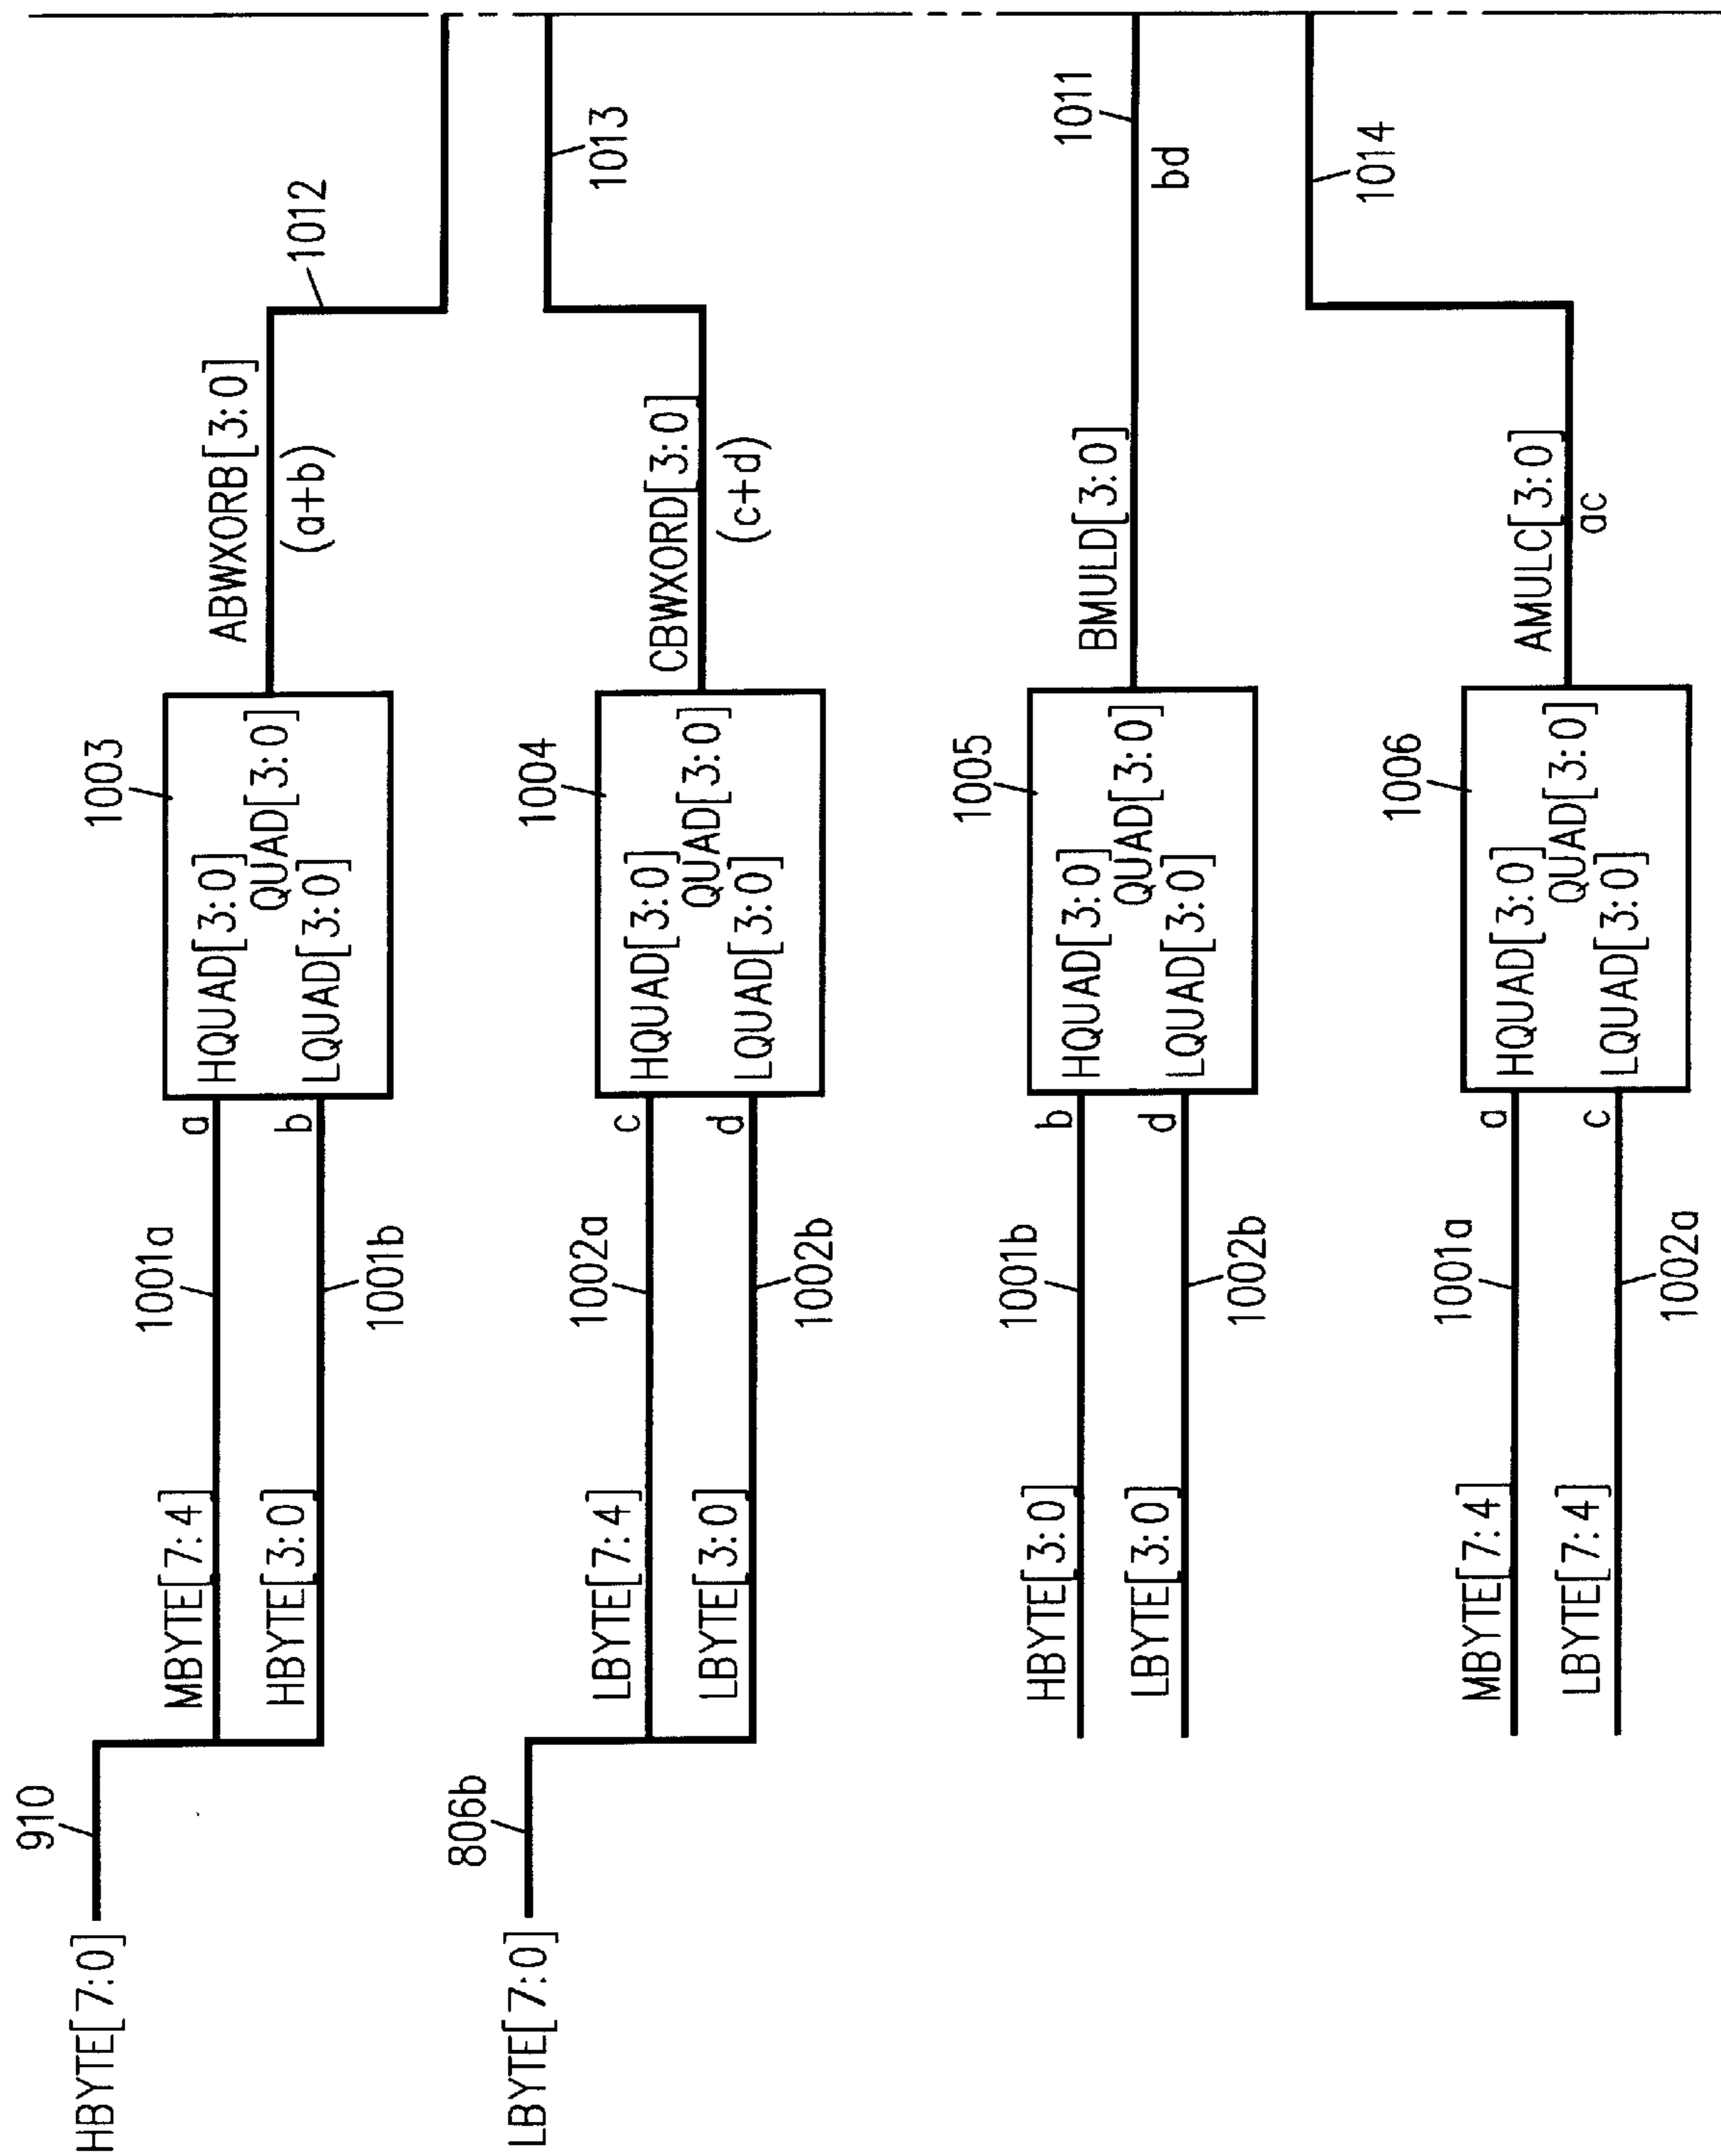 910
HBYTE[7:0]
MBYTE[7:4]
1001a
a
HBYTE[3:0]
1001b
b
1003
HQUAD[3:0]
QUAD[3:0]
LQUAD[3:0]
ABWXORB[3:0]
(a+b)
1012
806b
LBYTE[7:0]
LBYTE[7:4]
1002a
c
LBYTE[3:0]
1002b
d
1004
HQUAD[3:0]
QUAD[3:0]
LQUAD[3:0]
CBWXORD[3:0]
(c+d)
1013
HBYTE[3:0]
1001b
b
LBYTE[3:0]
1002b
d
1005
HQUAD[3:0]
QUAD[3:0]
LQUAD[3:0]
BMULD[3:0]
bd
1011
MBYTE[7:4]
1001a
a
LBYTE[7:4]
1002a
c
1006
HQUAD[3:0]
QUAD[3:0]
LQUAD[3:0]
AMULC[3:0]
ac
1014